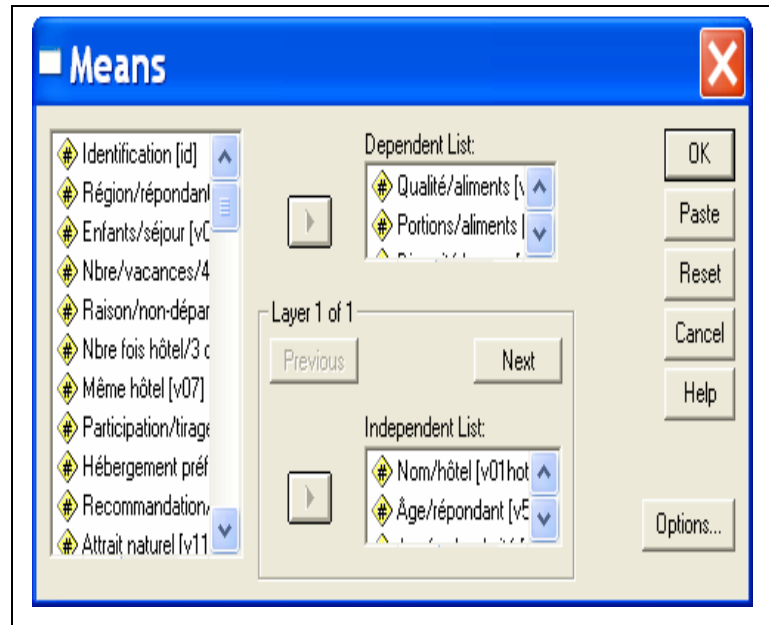 Means
Identification [id]
Région/répondant
Enfants/séjour [v0
Nbre/vacances/4
Raison/non-dépar
Nbre fois hôtel/3 c
Même hôtel [v07]
Participation/tirage
Hébergement préf
Recommandation/
Attrait naturel [v11
Dependent List:
Qualité/aliments [v
Portions/aliments [
Layer 1 of 1
Previous
Next
Independent List:
Nom/hôtel [v01hot
Âge/répondant [v5
OK
Paste
Reset
Cancel
Help
Options...